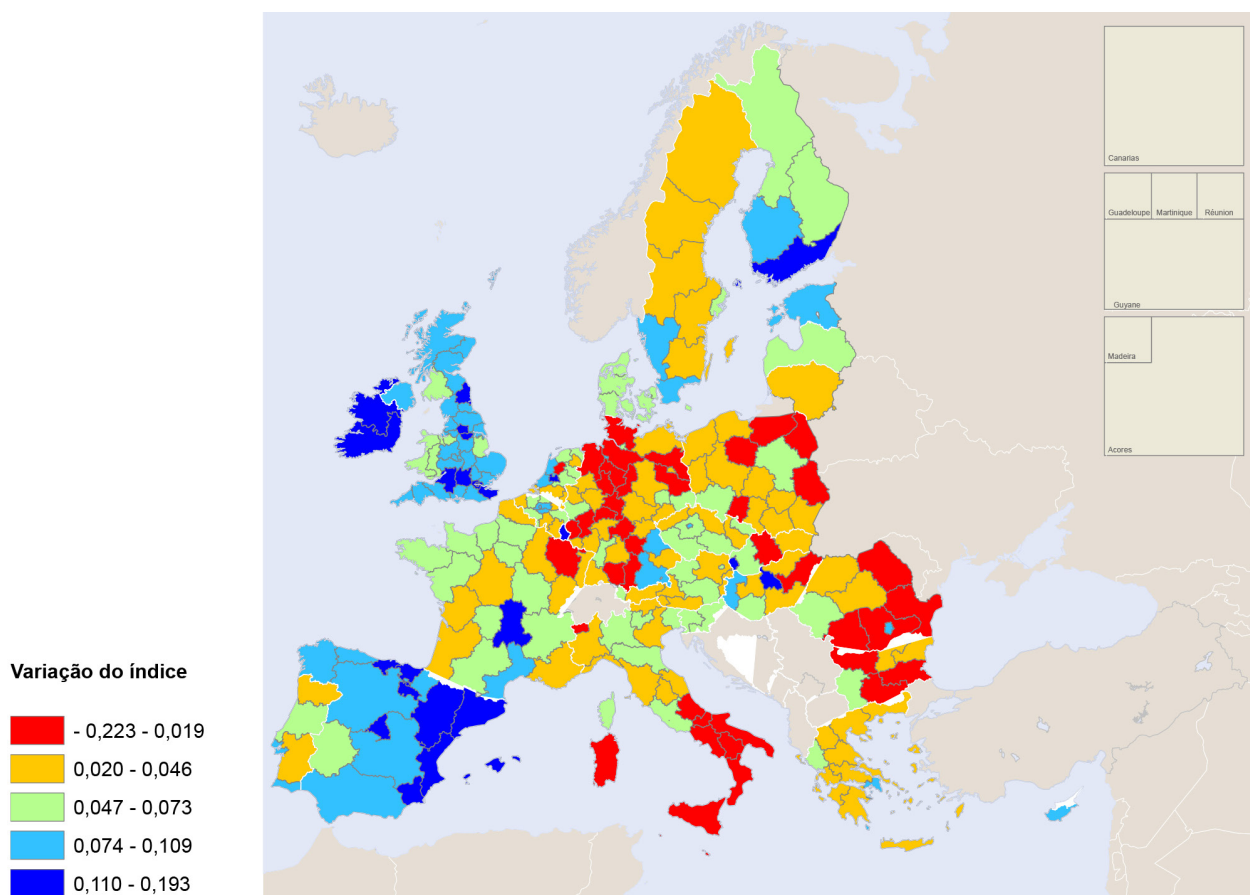 Variação do índice
- 0,223 - 0,019
0,020 - 0,046
0,047 - 0,073
0,074 - 0,109
0,110 - 0,193
Canarias
Guadeloupe
Martinique
Réunion
Guyane
Madeira
Acores